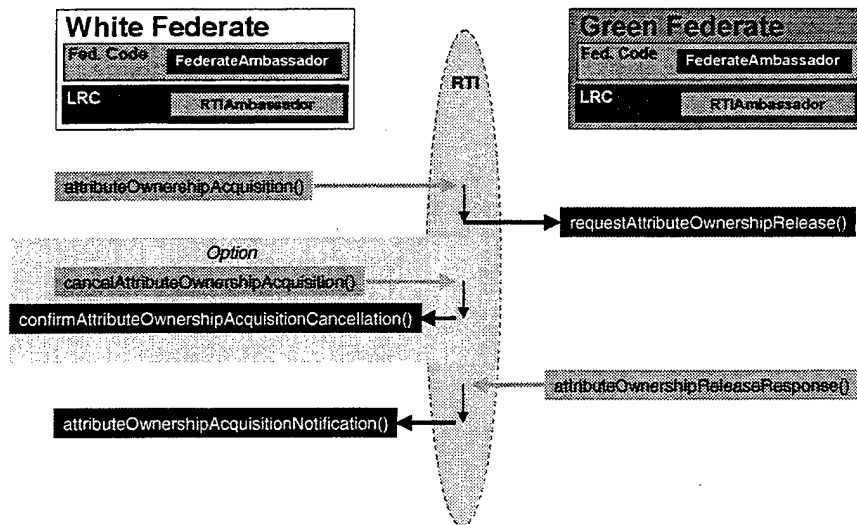 White Federate
Fed. Code
FederateAmbassador
LRC
RTIAmbassador
RTI
Green Federate
Fed. Code
FederateAmbassador
LRC
RTIAmbassador
attributeOwnershipAcquisition()
requestAttributeOwnershipRelease()
Option
cancelAttributeOwnershipAcquisition()
confirmAttributeOwnershipAcquisitionCancellation()
attributeOwnershipReleaseResponse()
attributeOwnershipAcquisitionNotification()